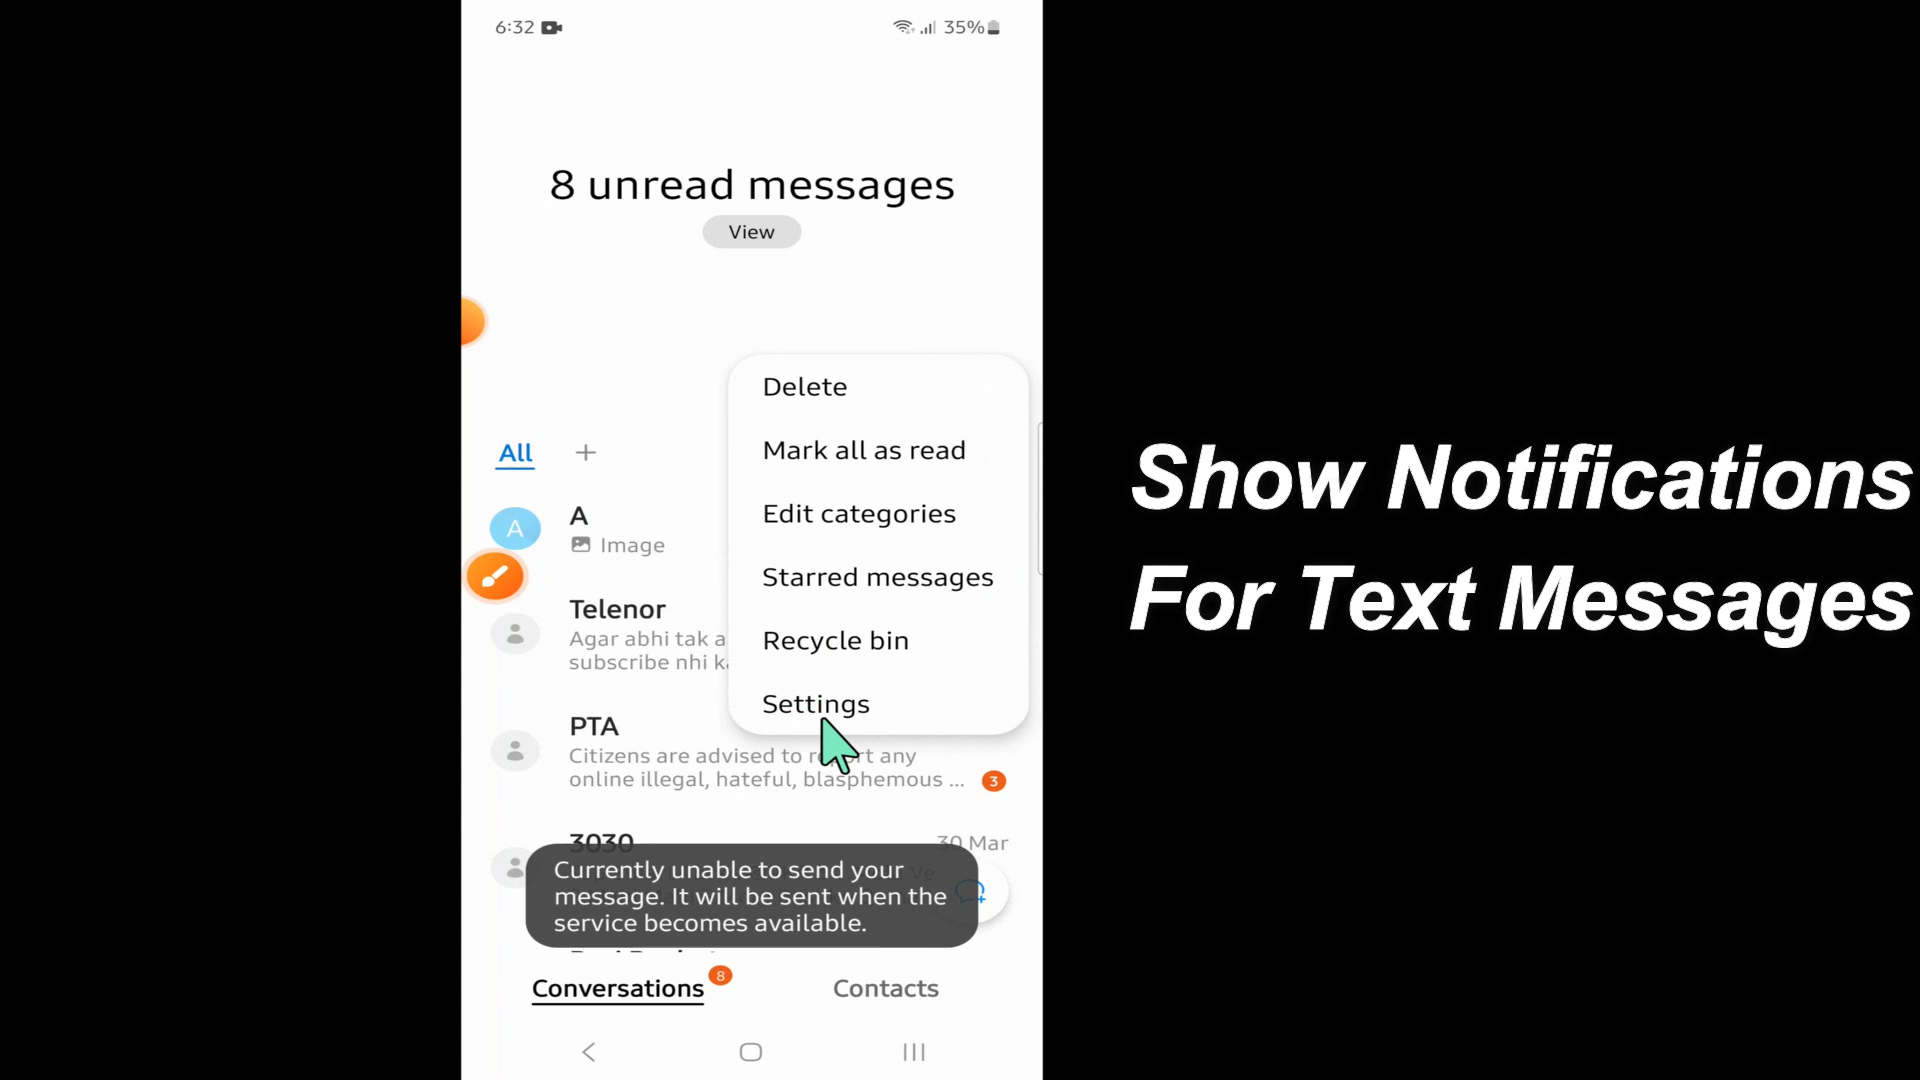 6:32
35%
8 unread messages
View
Delete
All
Mark all as read
A
A
Image
Edit categories
Starred messages
Telenor
Agar abhi tak a
subscribe nhi
Recycle bin
Settings
PTA
Citizens are advised to report any
online illegal, hateful, blasphemous ...
3
3030
30 Mar
Ve
Currently unable to send your
message. It will be sent when the
service becomes available.
Conversations
8
Contacts
Show Notifications
For Text Messages